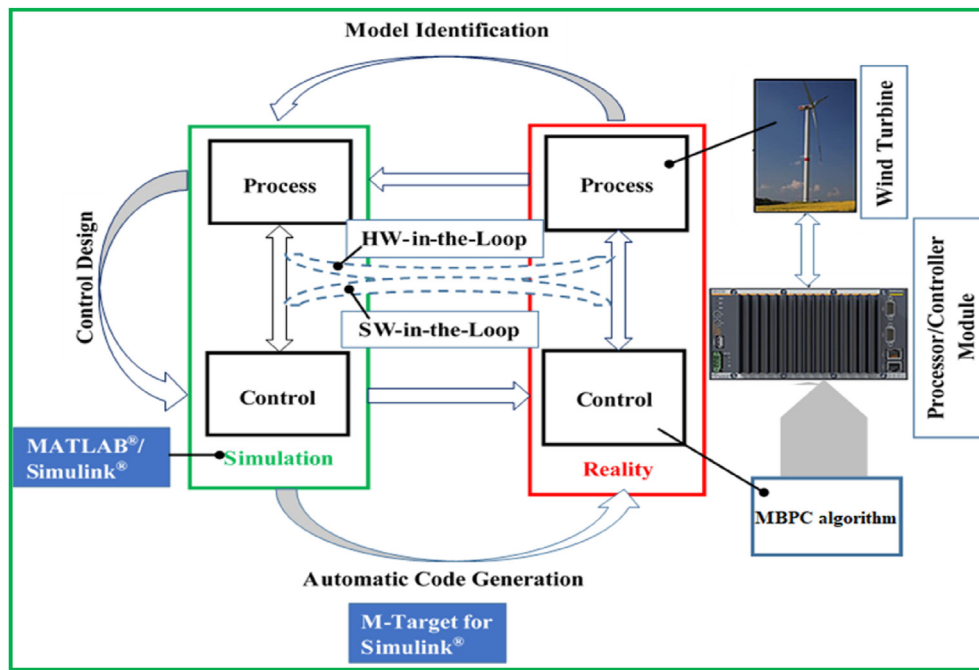 Model Identification
Process
Process
Wind Turbine
HW-in-the-Loop
SW-in-the-Loop
Control Design
Processor/Controller
Module
Control
Control
MATLAB®/
Simulink®
Simulation
Reality
MBPC algorithm
Automatic Code Generation
M-Target for
Simulink®